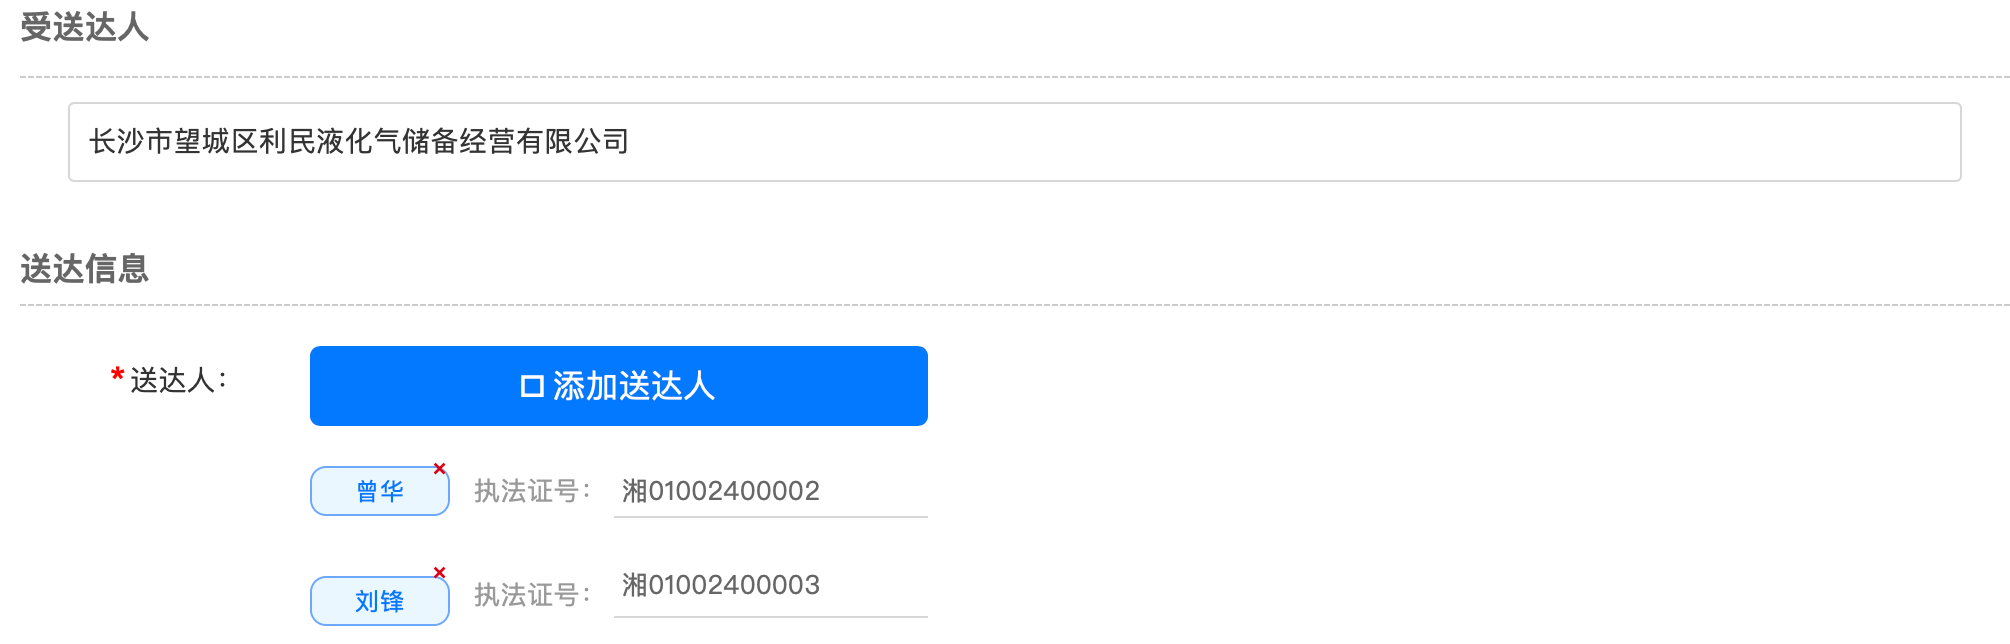 受送达人
长沙市望城区利民液化气储备经营有限公司
送达信息
* 送达人：
添加送达人
曾华 × 执法证号： 湘01002400002
刘锋 × 执法证号： 湘01002400003